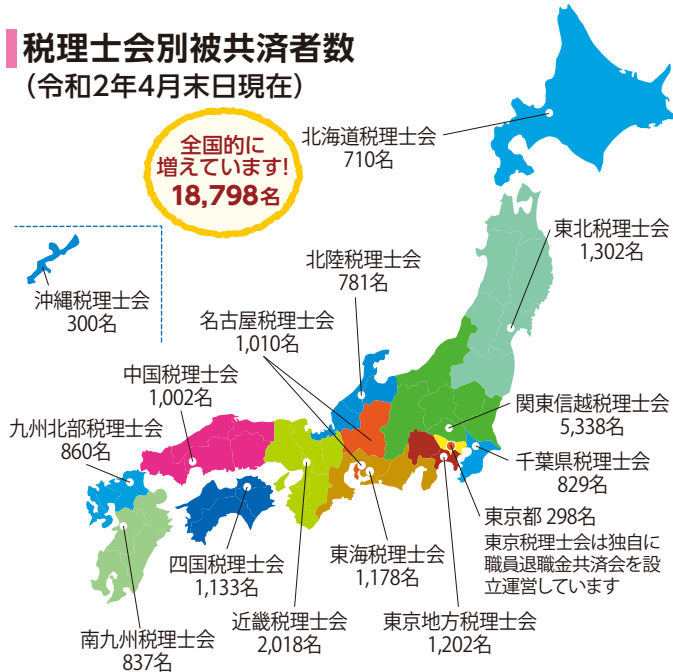 税理士会別被共済者数
(令和2年4月末日現在)
全国的に
増えています!
18,798名
北海道税理士会
710名
東北税理士会
1,302名
北陸税理士会
781名
沖縄税理士会
300名
名古屋税理士会
1,010名
中国税理士会
1,002名
関東信越税理士会
5,338名
九州北部税理士会
860名
千葉県税理士会
829名
東京都 298名
東京税理士会は独自に
職員退職金共済会を設
立運営しています
東海税理士会
1,178名
四国税理士会
1,133名
近畿税理士会
2,018名
東京地方税理士会
1,202名
南九州税理士会
837名